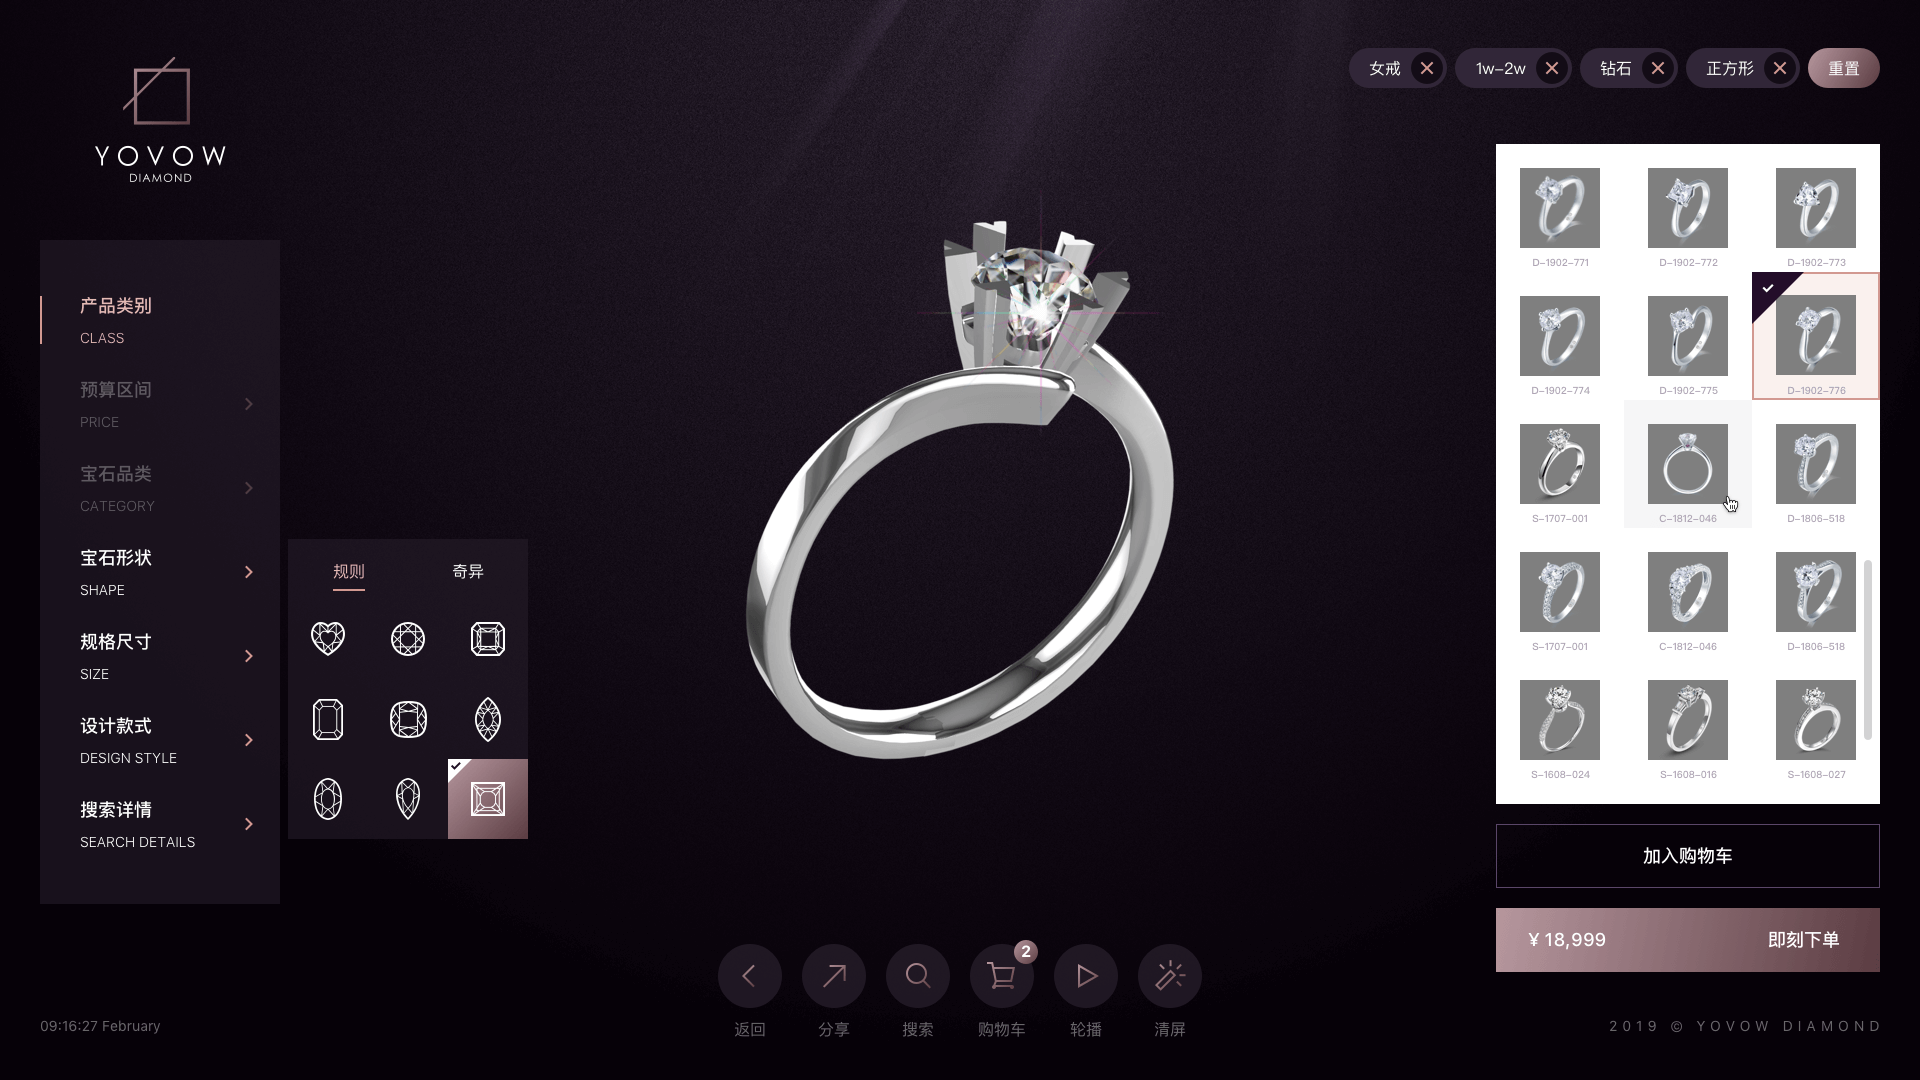 YOVOW
DIAMOND
女戒
1w-2w
钻石
正方形
重置
产品类别
CLASS
预算区间
PRICE
宝石品类
CATEGORY
宝石形状
SHAPE
规格尺寸
SIZE
设计款式
DESIGN STYLE
搜索详情
SEARCH DETAILS
规则
奇异
D-1902-771
D-1902-772
D-1902-773
D-1902-774
D-1902-775
D-1902-776
S-1707-001
C-1812-046
D-1806-518
S-1707-001
C-1812-046
D-1806-518
S-1608-024
S-1608-016
S-1608-027
加入购物车
¥ 18,999
即刻下单
2
返回
分享
搜索
购物车
轮播
清屏
09:16:27 February
2019 © YOVOW DIAMOND